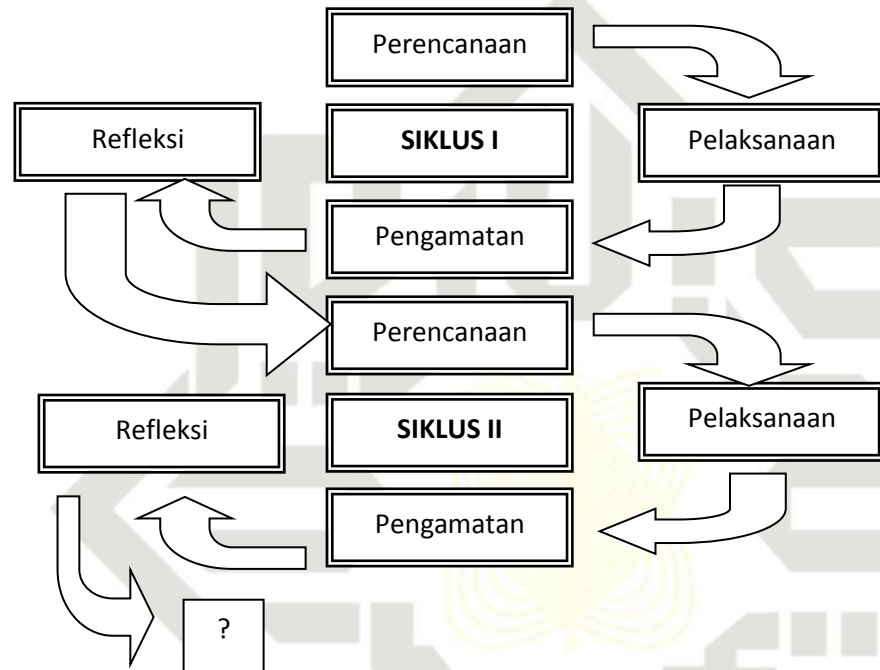 Perencanaan
Refleksi
SIKLUS I
Pelaksanaan
Pengamatan
Perencanaan
Refleksi
SIKLUS II
Pelaksanaan
Pengamatan
?